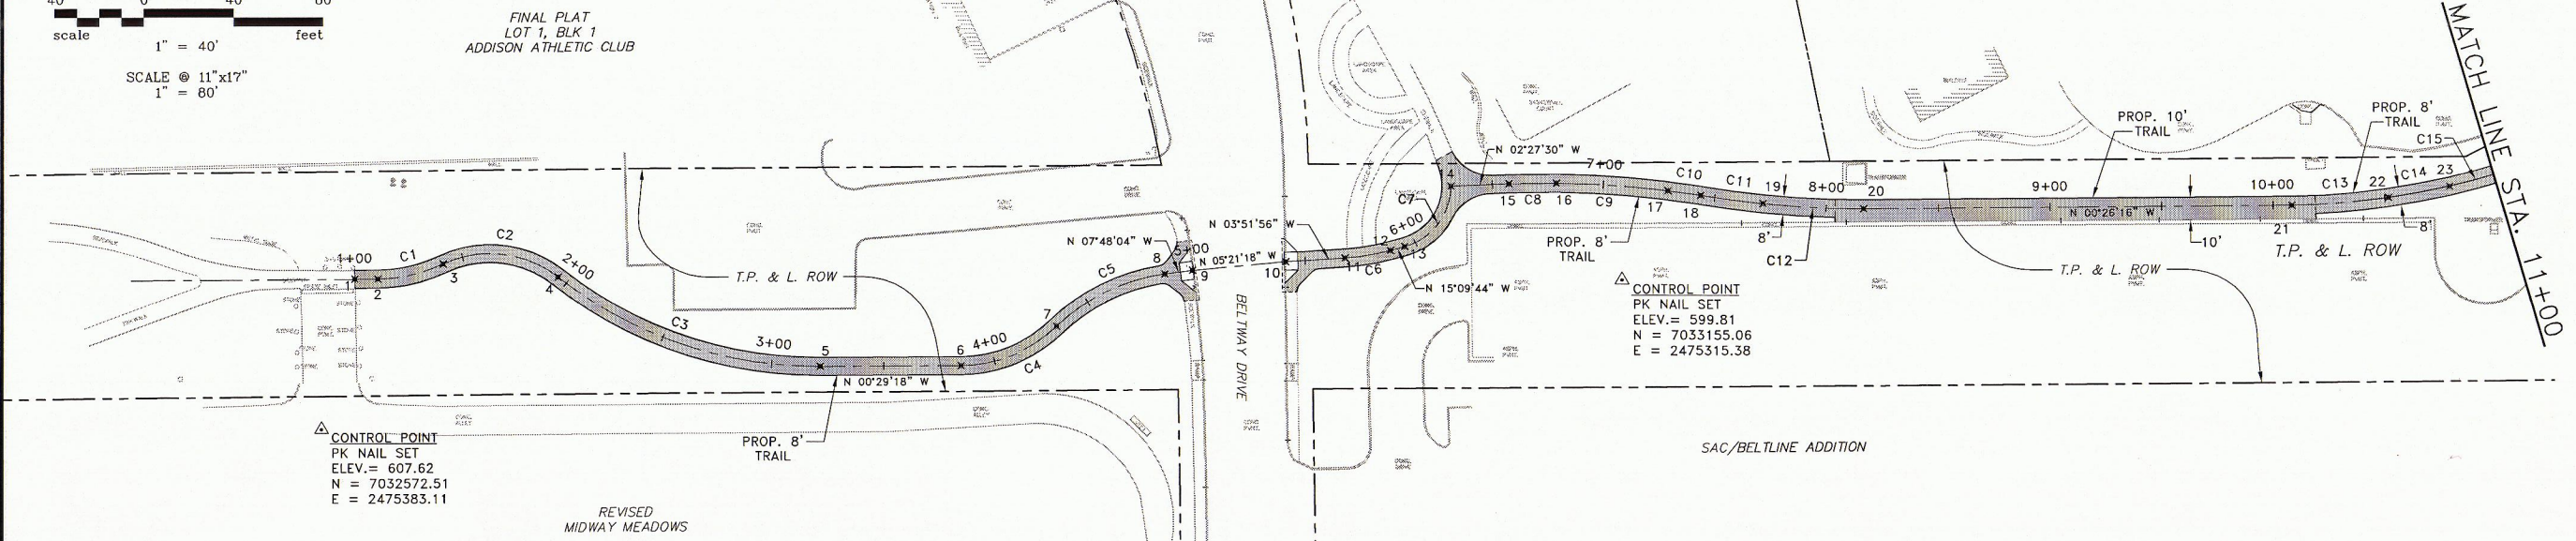 40 0 40 80
scale feet
1" = 40'
SCALE @ 11"x17"
1" = 80'
FINAL PLAT
LOT 1, BLK 1
ADDISON ATHLETIC CLUB
MATCH LINE STA. 11+00
1+00
C1
C2
2+00
1
2
3
4
C3
3+00
5
6
4+00
C4
7
C5
8
5+00
9
N 00°29'18" W
N 07°48'04" W
N 05°21'18" W
N 03°51'56" W
10
11
C6
12
6+00
13
N 15°09'44" W
C7
14
N 02°27'30" W
15
C8
16
7+00
C9
17
C10
18
C11
19
8+00
20
C12
8'
9+00
N 00°26'16" W
10'
10+00
21
C13
22
C14
23
C15
8'
PROP. 8'
TRAIL
PROP. 10'
TRAIL
PROP. 8'
TRAIL
PROP. 8'
TRAIL
T.P. & L. ROW
T.P. & L. ROW
T.P. & L. ROW
BELTWAY DRIVE
CONTROL POINT
PK NAIL SET
ELEV.= 599.81
N = 7033155.06
E = 2475315.38
CONTROL POINT
PK NAIL SET
ELEV.= 607.62
N = 7032572.51
E = 2475383.11
SAC/BELTLINE ADDITION
REVISED
MIDWAY MEADOWS